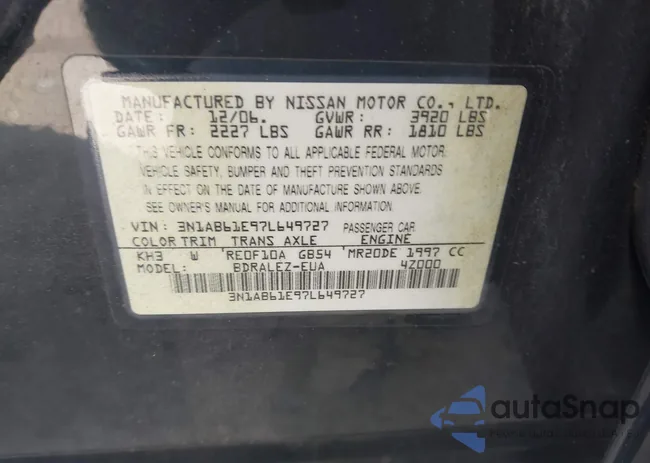 MANUFACTURED BY NISSAN MOTOR CO., LTD.
DATE: 12/06. GVWR: 3920 LBS
GAWR FR: 2227 LBS GAWR RR: 1810 LBS
THIS VEHICLE CONFORMS TO ALL APPLICABLE FEDERAL MOTOR
VEHICLE SAFETY, BUMPER AND THEFT PREVENTION STANDARDS
IN EFFECT ON THE DATE OF MANUFACTURE SHOWN ABOVE.
SEE OWNER'S MANUAL FOR ADDITIONAL INFORMATION.
VIN: 3N1AB61E97L649727 PASSENGER CAR
COLOR TRIM TRANS AXLE ENGINE
KH3 W RE0F10A GB54 MR20DE 1997 CC
MODEL: BDRALEZ-EUA 4Z000
3N1AB61E97L649727
autoSnap